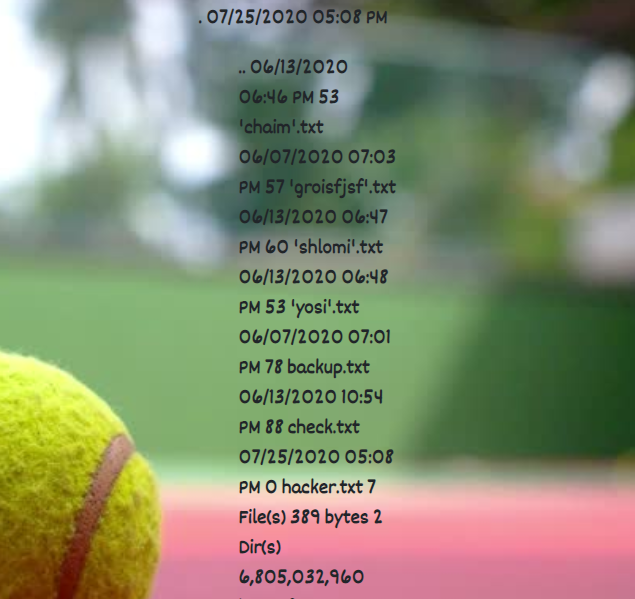 . 07/25/2020 05:08 PM
.. 06/13/2020
06:46 PM 53
'chaim'.txt
06/07/2020 07:03
PM 57 'groisfjsf'.txt
06/13/2020 06:47
PM 60 'shlomi'.txt
06/13/2020 06:48
PM 53 'yosi'.txt
06/07/2020 07:01
PM 78 backup.txt
06/13/2020 10:54
PM 88 check.txt
07/25/2020 05:08
PM 0 hacker.txt 7
File(s) 389 bytes 2
Dir(s)
6,805,032,960